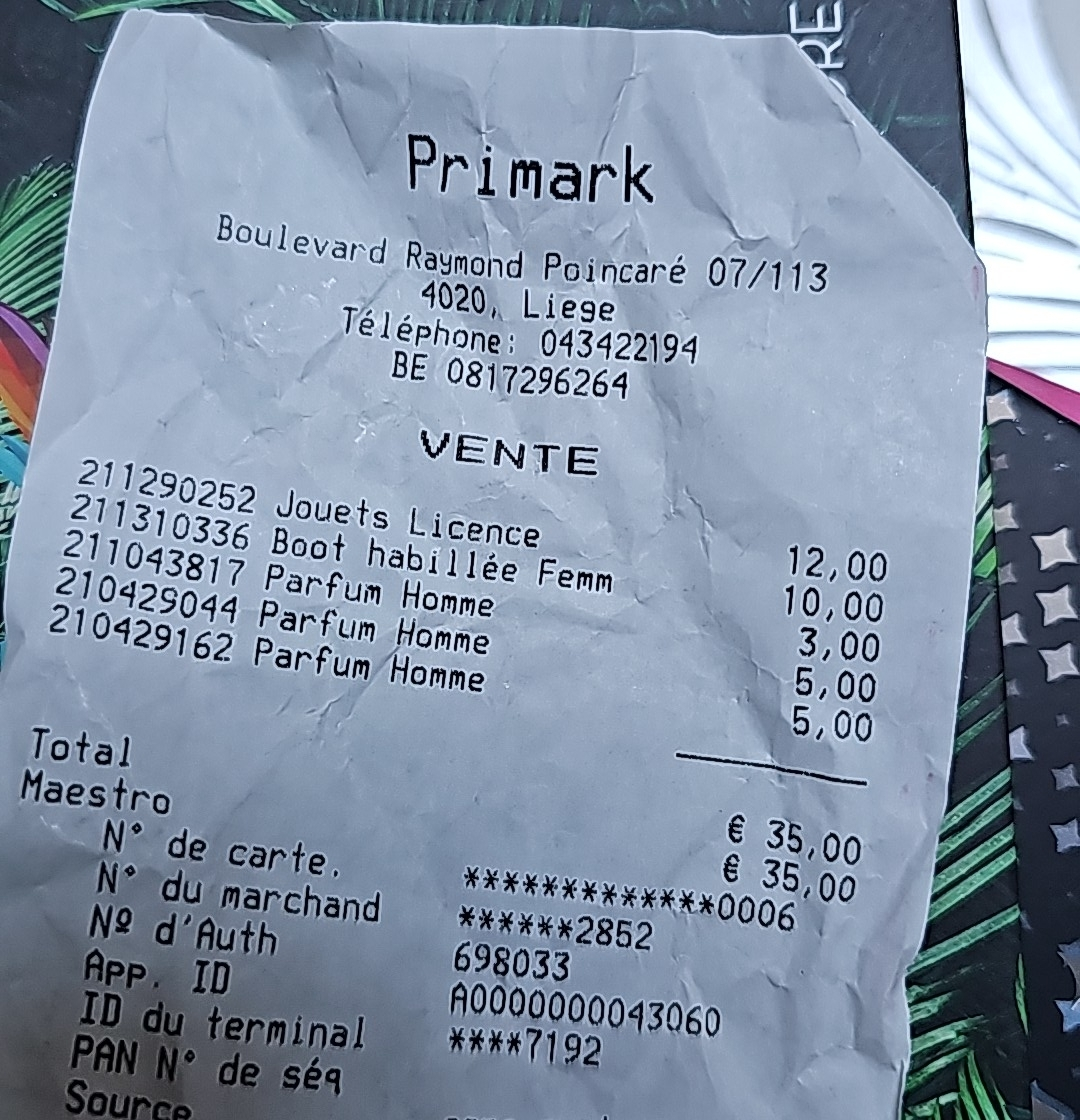 RE
Primark
Boulevard Raymond Poincaré 07/113
4020, Liege
Téléphone: 043422194
BE 0817296264
VENTE
211290252 Jouets Licence 12,00
211310336 Boot habillée Femm 10,00
211043817 Parfum Homme 3,00
210429044 Parfum Homme 5,00
210429162 Parfum Homme 5,00
Total € 35,00
Maestro € 35,00
N° de carte. *************0006
N° du marchand ******2852
Nº d'Auth 698033
App. ID A0000000043060
ID du terminal ****7192
PAN N° de séq
Source